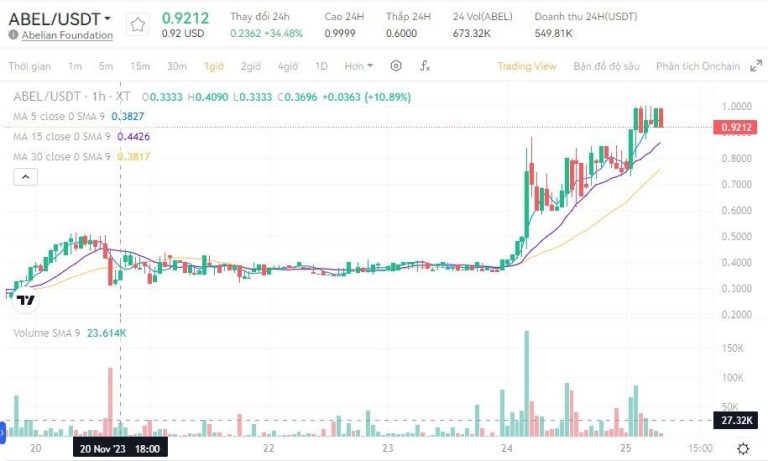 ABEL/USDT
Abelian Foundation
0.9212
0.92 USD
Thay đổi 24h
0.2362 +34.48%
Cao 24H
0.9999
Thấp 24H
0.6000
24 Vol(ABEL)
673.32K
Doanh thu 24H(USDT)
549.81K
Thời gian 1m 5m 15m 30m 1giờ 2giờ 4giờ 1D Hơn Trading View Bản đồ độ sâu Phân tích Onchain
ABEL/USDT · 1h · XT O0.3333 H0.4090 L0.3333 C0.3696 +0.0363 (+10.89%)
MA 5 close 0 SMA 9 0.3827
MA 15 close 0 SMA 9 0.4426
MA 30 close 0 SMA 9 0.3817
1.0000
0.9212
0.8000
0.7000
0.6000
0.5000
0.4000
0.3000
0.2000
Volume SMA 9 23.614K
150K
100K
50K
27.32K
20 20 Nov '23 18:00 22 23 24 25 15:00